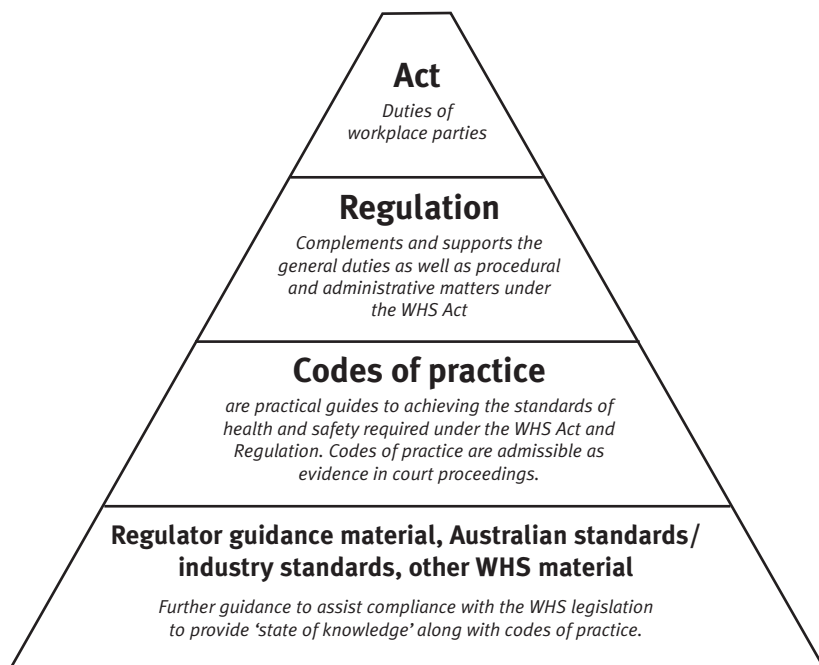 Act
Duties of
workplace parties
Regulation
Complements and supports the
general duties as well as procedural
and administrative matters under
the WHS Act
Codes of practice
are practical guides to achieving the standards of
health and safety required under the WHS Act and
Regulation. Codes of practice are admissible as
evidence in court proceedings.
Regulator guidance material, Australian standards/
industry standards, other WHS material
Further guidance to assist compliance with the WHS legislation
to provide ‘state of knowledge’ along with codes of practice.